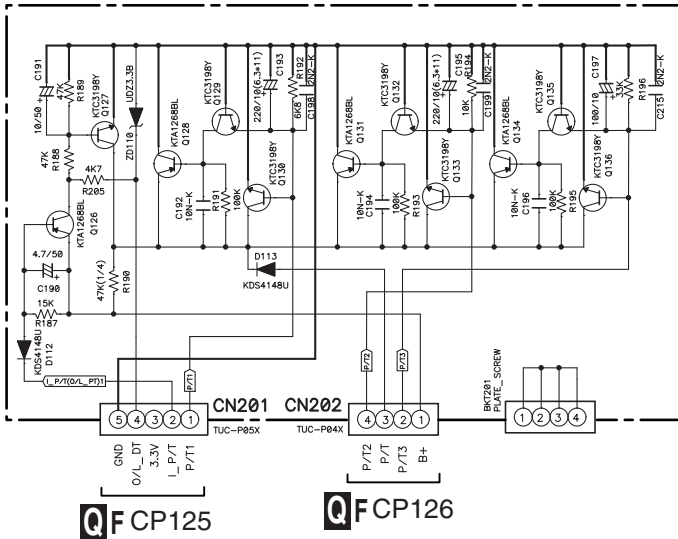 C191
10/50
47K
R189
KTC3198Y
Q127
UDZ3.3B
ZD110
KTA1268BL
Q128
KTC3198Y
Q129
220/10(6.3*11)
C193
R192
6K8
2N2-K
C198
KTA1268BL
Q131
KTC3198Y
Q132
220/10(6.3*11)
C195
R194
10K
2N2-K
C199
KTA1268BL
Q134
KTC3198Y
Q135
100/10
C197
33K
R196
2N2-K
C215
47K
R188
4K7
R205
KTA1268BL
Q126
C192
10N-K
R191
100K
KTC3198Y
Q130
C194
10N-K
100K
R193
KTC3198Y
Q133
C196
10N-K
100K
R195
KTC3198Y
Q136
4.7/50
C190
47K(1/4)
R190
15K
R187
KDS4148U
D112
D113
KDS4148U
I_P/T(O/L_PT)1
P/T1
P/T2
P/T3
BKT201
PLATE_SCREW
5 4 3 2 1
CN201
TUC-P05X
CN202
TUC-P04X
4 3 2 1
1 2 3 4
GND
O/L_DT
3.3V
I_P/T
P/T1
P/T2
P/T
P/T3
B+
Q F CP125
Q F CP126